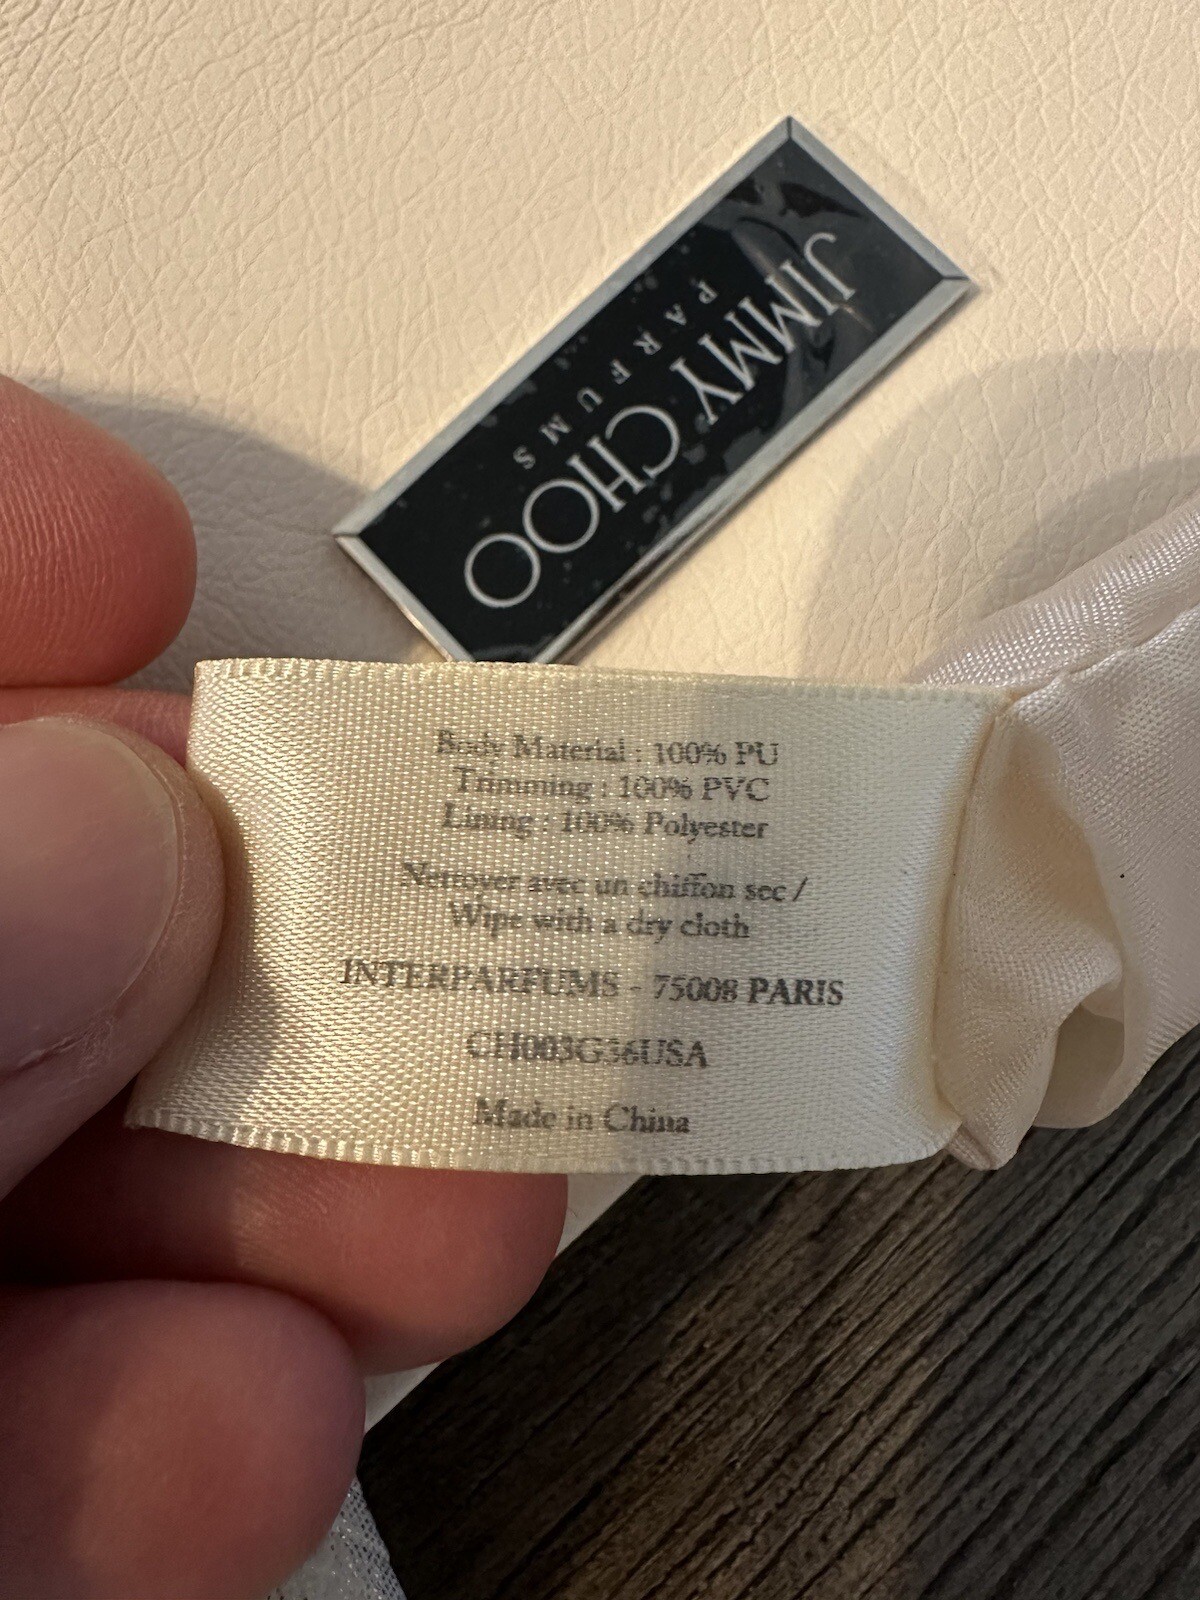 JIMMY CHOO
PARFUMS
Body Material : 100% PU
Trimming : 100% PVC
Lining : 100% Polyester
Nettoyer avec un chiffon sec /
Wipe with a dry cloth
INTERPARFUMS - 75008 PARIS
CH003G36USA
Made in China